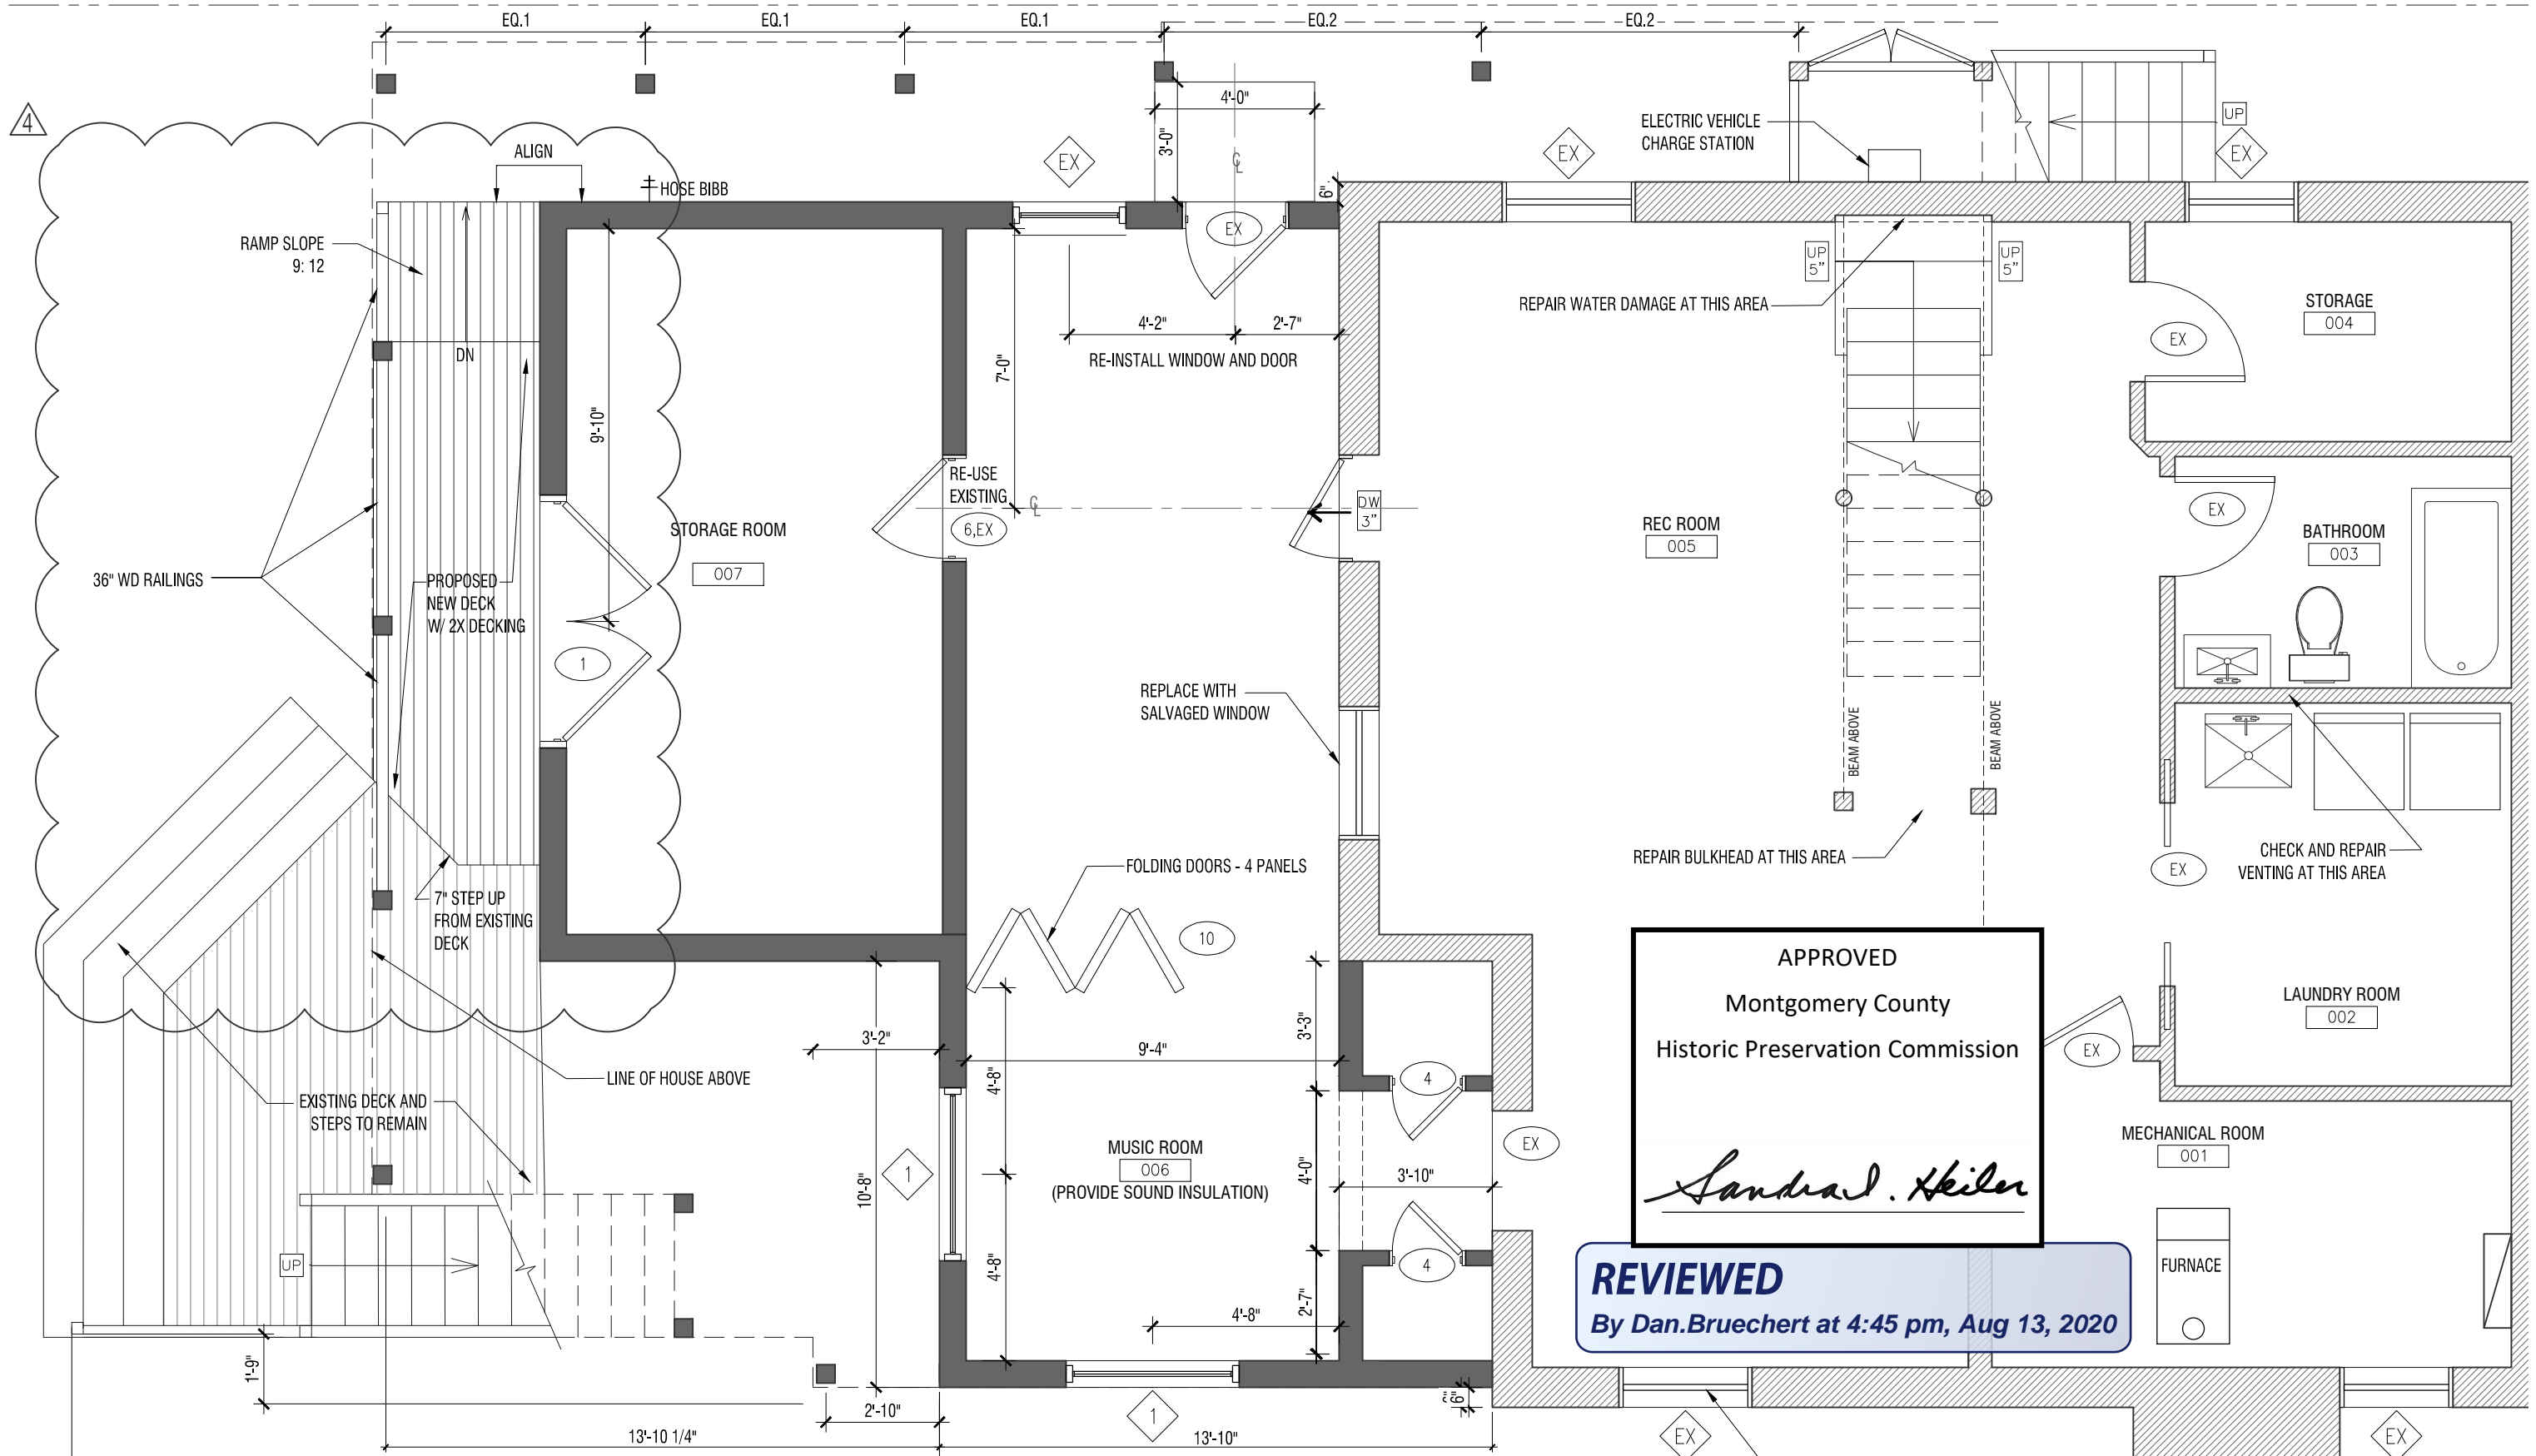 EQ.1
EQ.1
EQ.1
EQ.2
EQ.2
4
ALIGN
HOSE BIBB
EX
3'-0"
4'-0"
CL
6"
EX
ELECTRIC VEHICLE
CHARGE STATION
UP
EX
RAMP SLOPE
9: 12
DN
EX
UP
5"
UP
5"
REPAIR WATER DAMAGE AT THIS AREA
STORAGE
004
EX
4'-2"
2'-7"
RE-INSTALL WINDOW AND DOOR
7'-0"
9'-10"
RE-USE
EXISTING
CL
6,EX
DW
3"
STORAGE ROOM
007
REC ROOM
005
EX
BATHROOM
003
36" WD RAILINGS
PROPOSED
NEW DECK
W/ 2X DECKING
1
REPLACE WITH
SALVAGED WINDOW
BEAM ABOVE
BEAM ABOVE
FOLDING DOORS - 4 PANELS
REPAIR BULKHEAD AT THIS AREA
EX
CHECK AND REPAIR
VENTING AT THIS AREA
7" STEP UP
FROM EXISTING
DECK
10
APPROVED
Montgomery County
Historic Preservation Commission
Sandra I. Heiler
LAUNDRY ROOM
002
EX
3'-2"
9'-4"
3'-3"
4'-8"
4
LINE OF HOUSE ABOVE
EXISTING DECK AND
STEPS TO REMAIN
10'-8"
1
MUSIC ROOM
006
(PROVIDE SOUND INSULATION)
4'-0"
3'-10"
EX
MECHANICAL ROOM
001
UP
4'-8"
4
2'-7"
4'-8"
FURNACE
REVIEWED
By Dan.Bruechert at 4:45 pm, Aug 13, 2020
1'-9"
2'-10"
1
6"
13'-10 1/4"
13'-10"
EX
EX